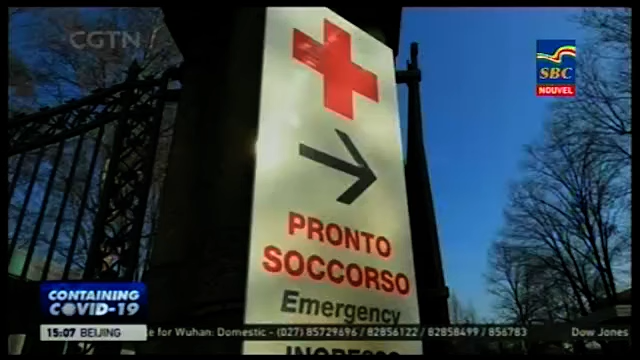 CGTN
SBC
NOUVEL
PRONTO
SOCCORSO
Emergency
INGRESSO
CONTAINING
COVID-19
15:07 BEIJING
e for Wuhan: Domestic - (027) 85729696 / 82856122 / 82858499 / 856783
Dow Jones